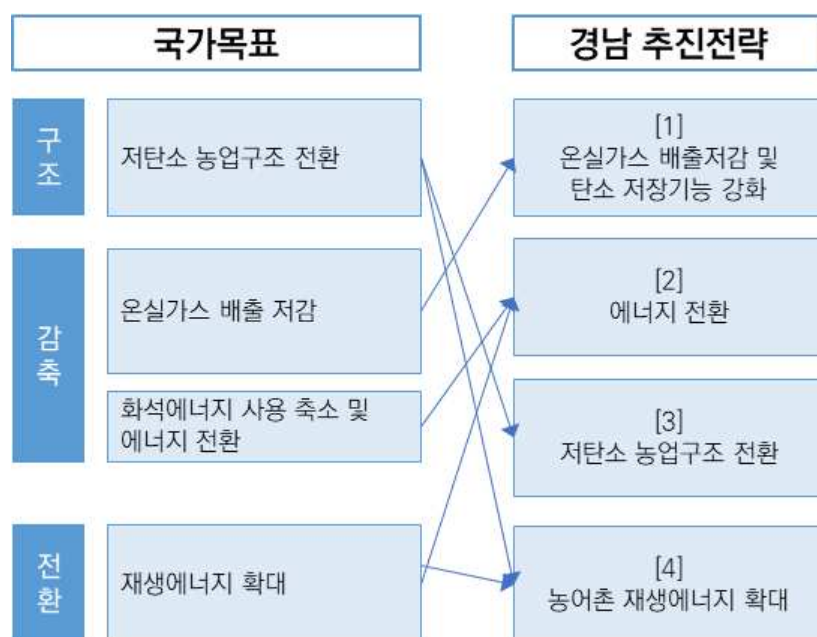 국가목표
경남 추진전략
구조
저탄소 농업구조 전환
[1]
온실가스 배출저감 및
탄소 저장기능 강화
감축
온실가스 배출 저감
[2]
에너지 전환
화석에너지 사용 축소 및
에너지 전환
[3]
저탄소 농업구조 전환
전환
재생에너지 확대
[4]
농어촌 재생에너지 확대